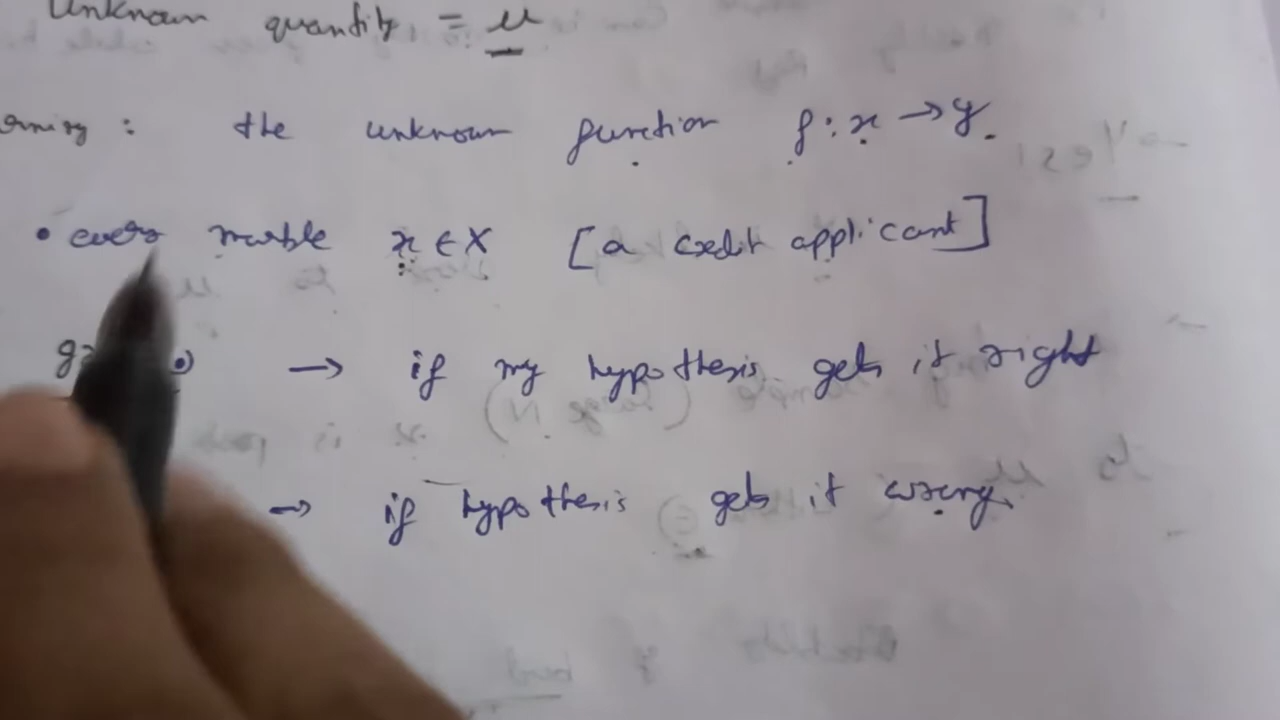 Unknown quantity = μ
the unknown function f : x → y.
• every marble x ∈ X [a credit applicant]
→ if my hypothesis gets it right
→ if hypothesis gets it wrong.